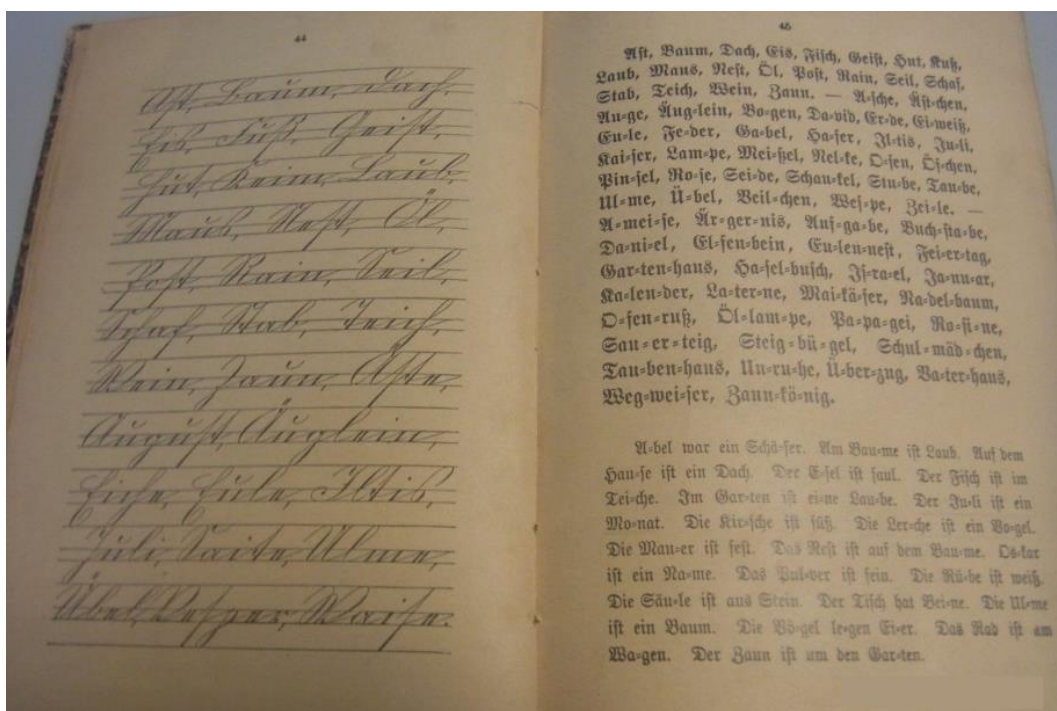 44
Ast, Baum, Dach,
Eis, Fuß, Geist,
Hut, Keim, Laub,
Maus, Nest, Öl,
Post, Rain, Seil,
Schaf, Stab, Teich,
Wein, Zaun, Äste,
August, Äuglein,
Eiche, Eule, Iltis,
Juli, Saite, Ulme,
Übel, Vesper, Waise.
45
Ast, Baum, Dach, Eis, Fisch, Geist, Hut, Kuß,
Laub, Maus, Nest, Öl, Post, Rain, Seil, Schaf,
Stab, Teich, Wein, Zaun. — A=sche, Äst=chen,
Au=ge, Äug=lein, Bo=gen, Da=vid, Er=de, Ei=weiß,
Eu=le, Fe=der, Ga=bel, Ha=fer, Il=tis, Ju=li,
Kai=ser, Lam=pe, Mei=ßel, Nel=ke, O=fen, Öf=chen,
Pin=sel, Ro=se, Sei=de, Schau=kel, Stu=be, Tau=be,
Ul=me, Ü=bel, Veil=chen, Wes=pe, Zei=le. —
A=mei=se, Är=ger=nis, Auf=ga=be, Buch=sta=be,
Da=ni=el, El=fen=bein, Eu=len=nest, Fei=er=tag,
Gar=ten=haus, Ha=sel=busch, Is=ra=el, Ja=nu=ar,
Ka=len=der, La=ter=ne, Mai=kä=fer, Na=del=baum,
O=fen=ruß, Öl=lam=pe, Pa=pa=gei, Ro=si=ne,
Sau=er=teig, Steig=bü=gel, Schul=mäd=chen,
Tau=ben=haus, Un=ru=he, Ü=ber=zug, Va=ter=haus,
Weg=wei=ser, Zaun=kö=nig.
A=bel war ein Schä=fer. Am Bau=me ist Laub. Auf dem
Hau=se ist ein Dach. Der E=sel ist faul. Der Fisch ist im
Tei=che. Im Gar=ten ist ei=ne Lau=be. Der Ju=li ist ein
Mo=nat. Die Kir=sche ist süß. Die Ler=che ist ein Vo=gel.
Die Mau=er ist fest. Das Nest ist auf dem Bau=me. Os=kar
ist ein Na=me. Das Pul=ver ist fein. Die Rü=be ist weiß.
Die Säu=le ist aus Stein. Der Tisch hat Bei=ne. Die Ul=me
ist ein Baum. Die Vö=gel le=gen Ei=er. Das Rad ist am
Wa=gen. Der Zaun ist um den Gar=ten.